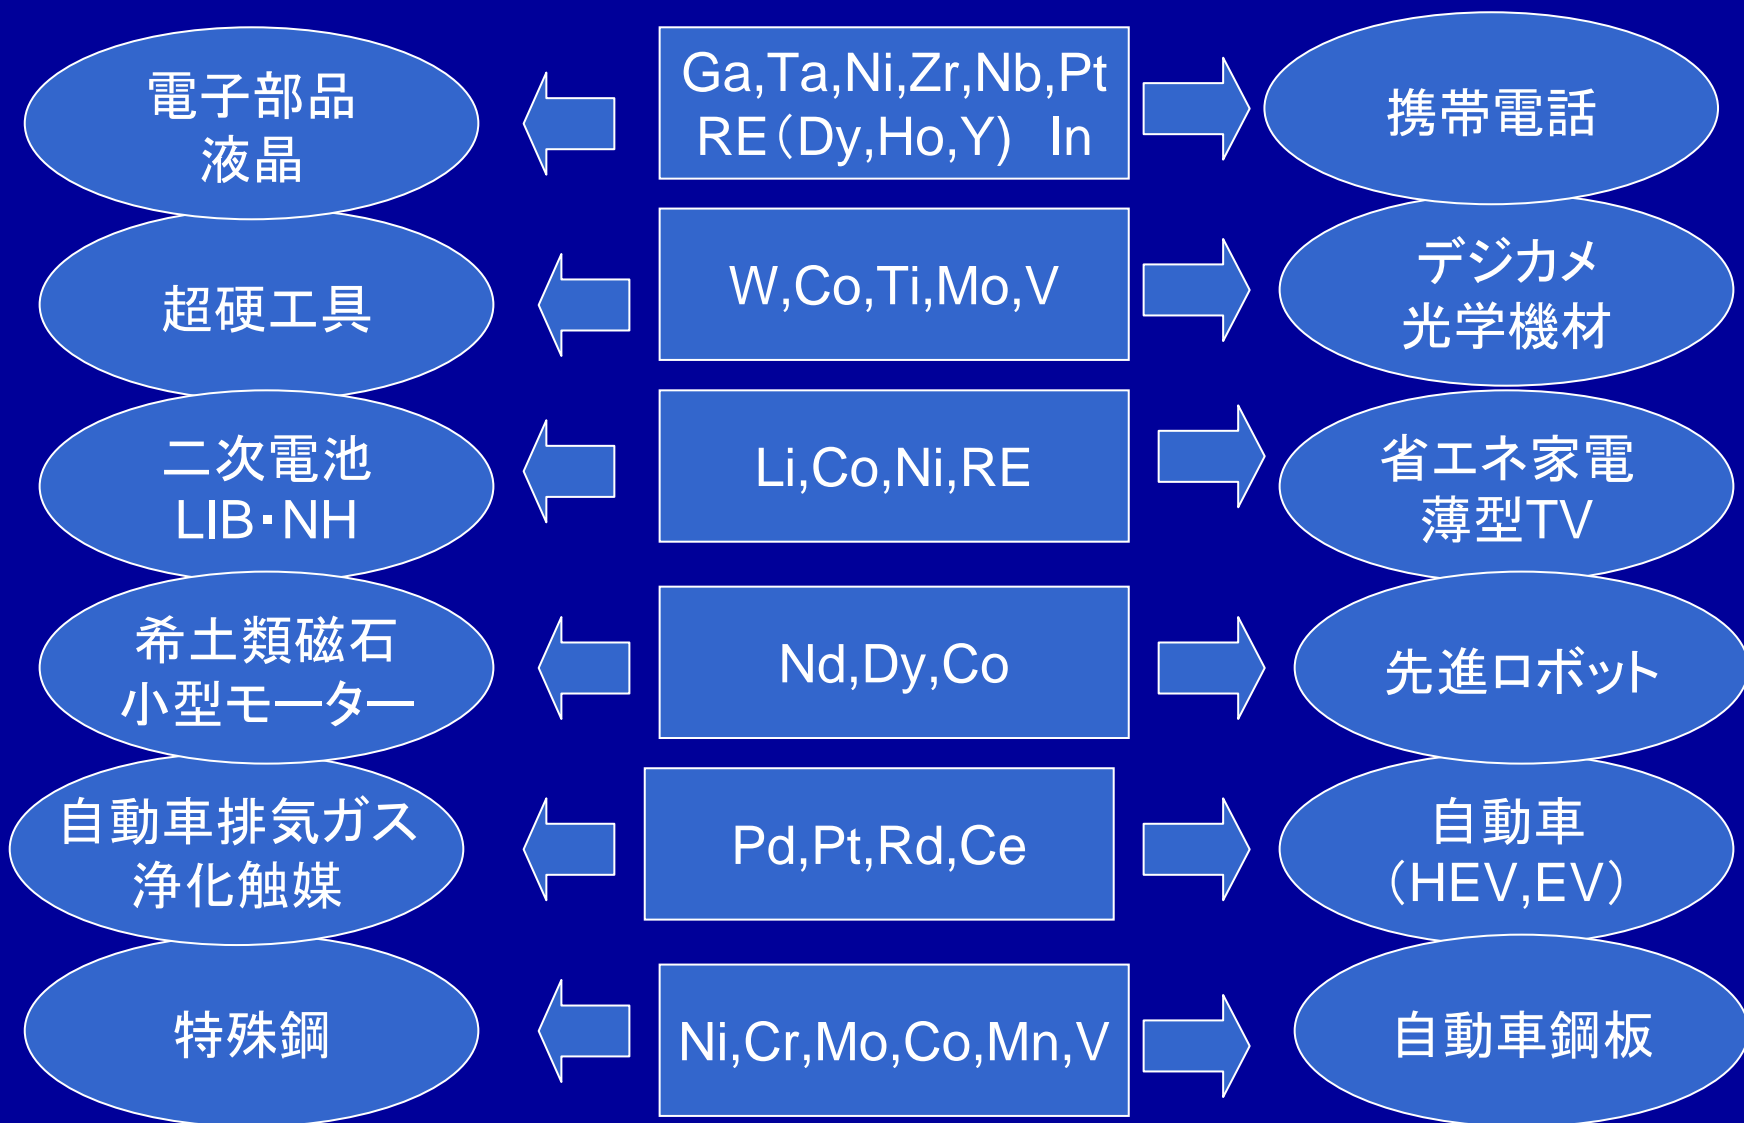 電子部品
液晶
Ga,Ta,Ni,Zr,Nb,Pt
RE（Dy,Ho,Y） In
携帯電話
超硬工具
W,Co,Ti,Mo,V
デジカメ
光学機材
二次電池
LIB・NH
Li,Co,Ni,RE
省エネ家電
薄型TV
希土類磁石
小型モーター
Nd,Dy,Co
先進ロボット
自動車排気ガス
浄化触媒
Pd,Pt,Rd,Ce
自動車
（HEV,EV）
特殊鋼
Ni,Cr,Mo,Co,Mn,V
自動車鋼板